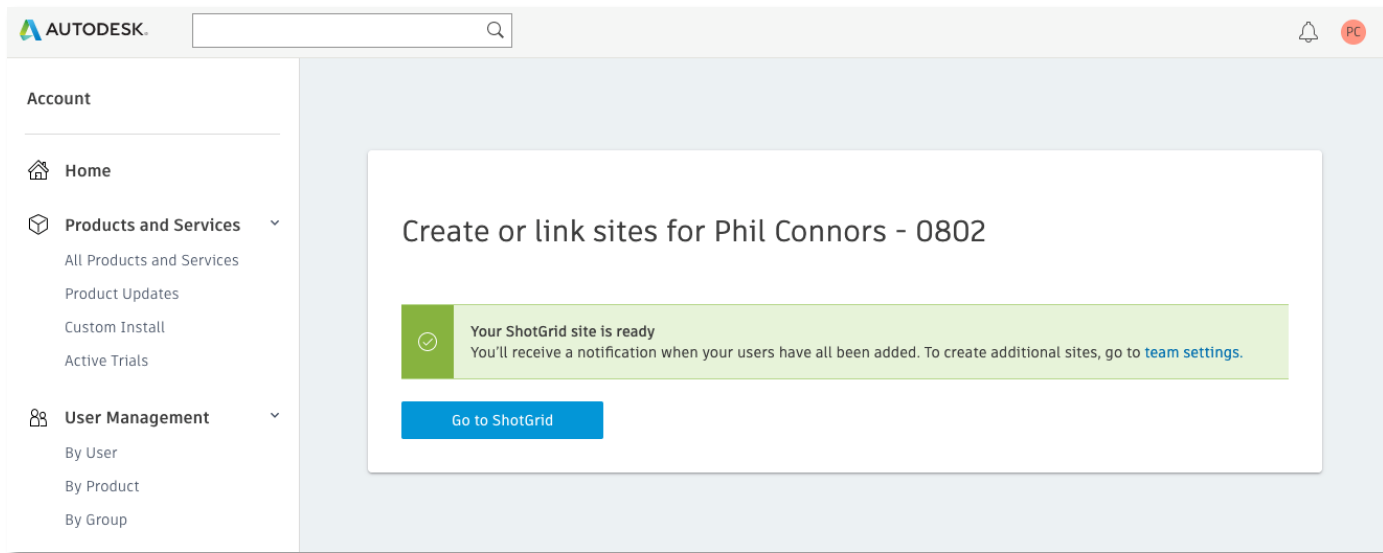 AUTODESK.
PC
Account
Home
Products and Services
All Products and Services
Product Updates
Custom Install
Active Trials
User Management
By User
By Product
By Group
Create or link sites for Phil Connors - 0802
Your ShotGrid site is ready
You'll receive a notification when your users have all been added. To create additional sites, go to team settings.
Go to ShotGrid